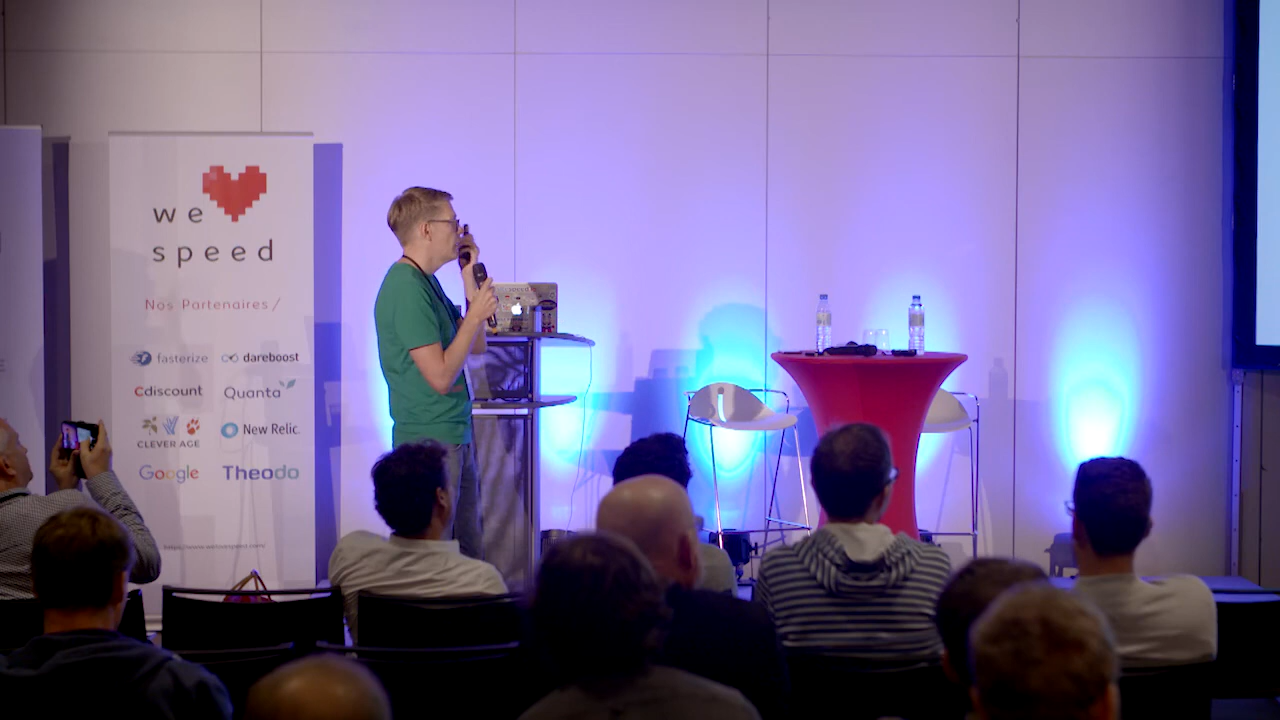 we
speed
Nos Partenaires /
fasterize dareboost
Cdiscount Quanta
CLEVER AGE New Relic.
Google Theodo